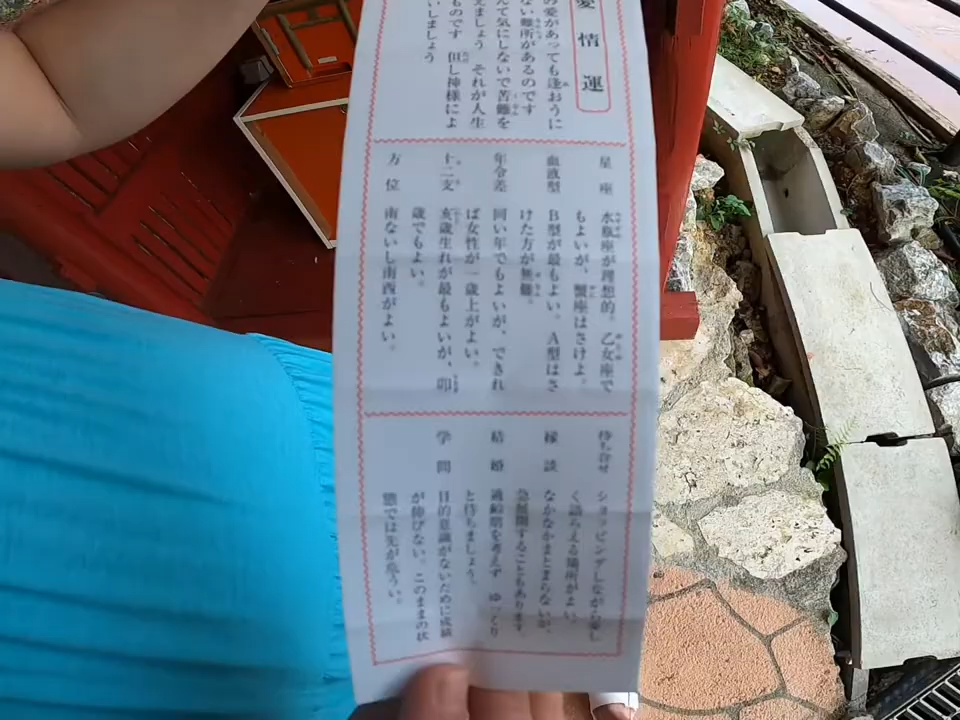 愛情運
の愛があっても逢おうに
難所があるのです
んて気にしないで苦難を
えましょう それが人生
ものです 但し神様によ
しましょう
星座 水瓶座が理想的。乙女座で
もよいが、蟹座はさけよ。
血液型 B型が最もよい。A型はさ
けた方が無難。
年令差 同い年でもよいが、できれ
ば女性が一歳上がよい。
十二支 亥歳生れが最もよいが、卯
歳でもよい。
方位 南ないし南西がよい。
待ち合せ ショッピングしながら楽し
く語らえる場所がよい。
縁談 なかなかまとまらないが、
急展開することもあります。
結婚 適齢期を考えず ゆっくり
と待ちましょう。
学問 目的意識がないために成績
が伸びない。このままの状
態では先が危うい。